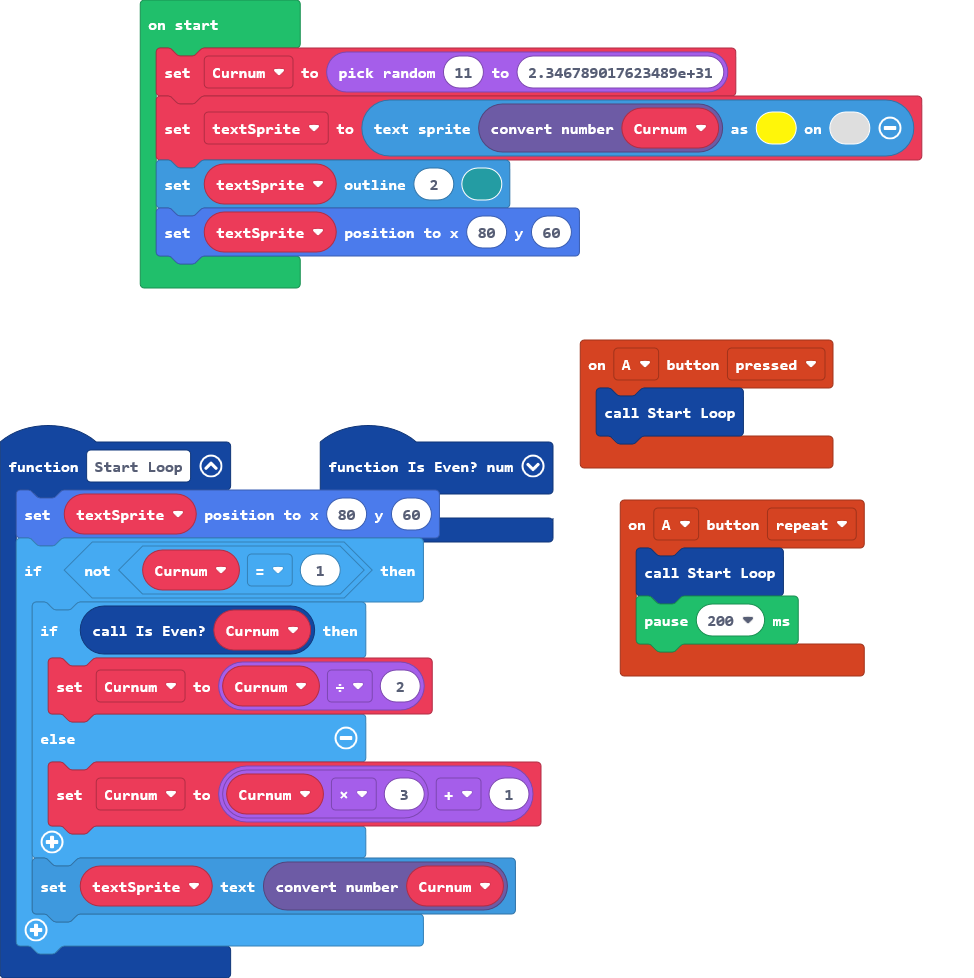 on start
set Curnum to pick random 11 to 2.346789017623489e+31
set textSprite to text sprite convert number Curnum as on
set textSprite outline 2
set textSprite position to x 80 y 60
on A button pressed
call Start Loop
function Start Loop
function Is Even? num
set textSprite position to x 80 y 60
on A button repeat
if not Curnum = 1 then
call Start Loop
if call Is Even? Curnum then
pause 200 ms
set Curnum to Curnum ÷ 2
else
set Curnum to Curnum × 3 + 1
set textSprite text convert number Curnum